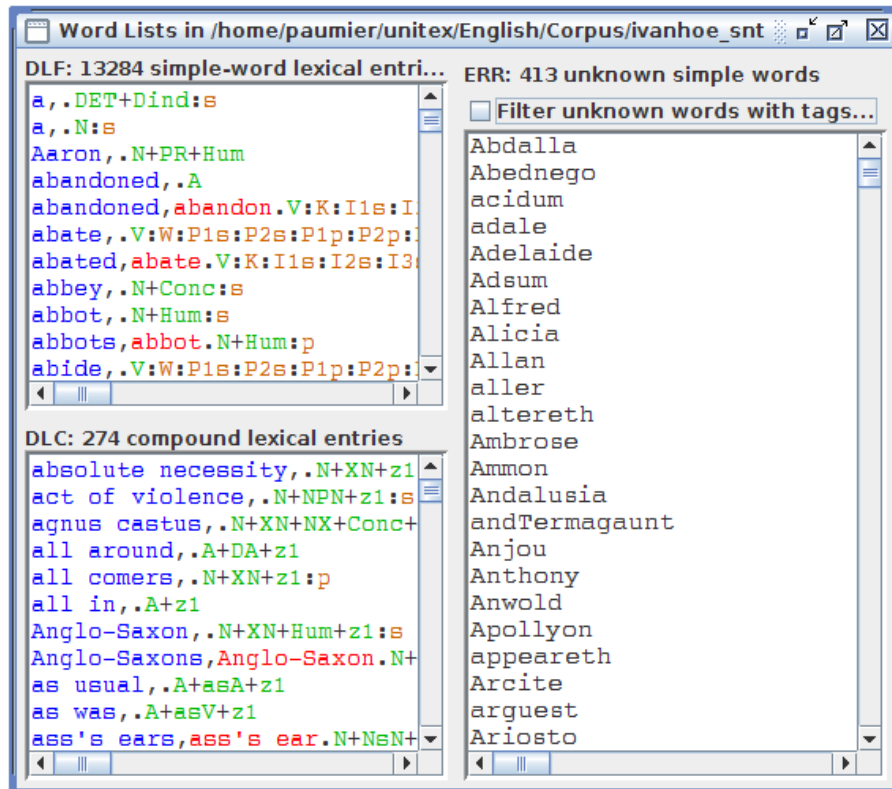 Word Lists in /home/paumier/unitex/English/Corpus/ivanhoe_snt
DLF: 13284 simple-word lexical entri...
a,.DET+Dind:s
a,.N:s
Aaron,.N+PR+Hum
abandoned,.A
abandoned,abandon.V:K:I1s:I
abate,.V:W:P1s:P2s:P1p:P2p:
abated,abate.V:K:I1s:I2s:I3s
abbey,.N+Conc:s
abbot,.N+Hum:s
abbots,abbot.N+Hum:p
abide,.V:W:P1s:P2s:P1p:P2p:
DLC: 274 compound lexical entries
absolute necessity,.N+XN+z1
act of violence,.N+NPN+z1:s
agnus castus,.N+XN+NX+Conc+
all around,.A+DA+z1
all comers,.N+XN+z1:p
all in,.A+z1
Anglo-Saxon,.N+XN+Hum+z1:s
Anglo-Saxons,Anglo-Saxon.N+
as usual,.A+asA+z1
as was,.A+asV+z1
ass's ears,ass's ear.N+NsN+
ERR: 413 unknown simple words
Filter unknown words with tags...
Abdalla
Abednego
acidum
adale
Adelaide
Adsum
Alfred
Alicia
Allan
aller
altereth
Ambrose
Ammon
Andalusia
andTermagaunt
Anjou
Anthony
Anwold
Apollyon
appeareth
Arcite
arguest
Ariosto